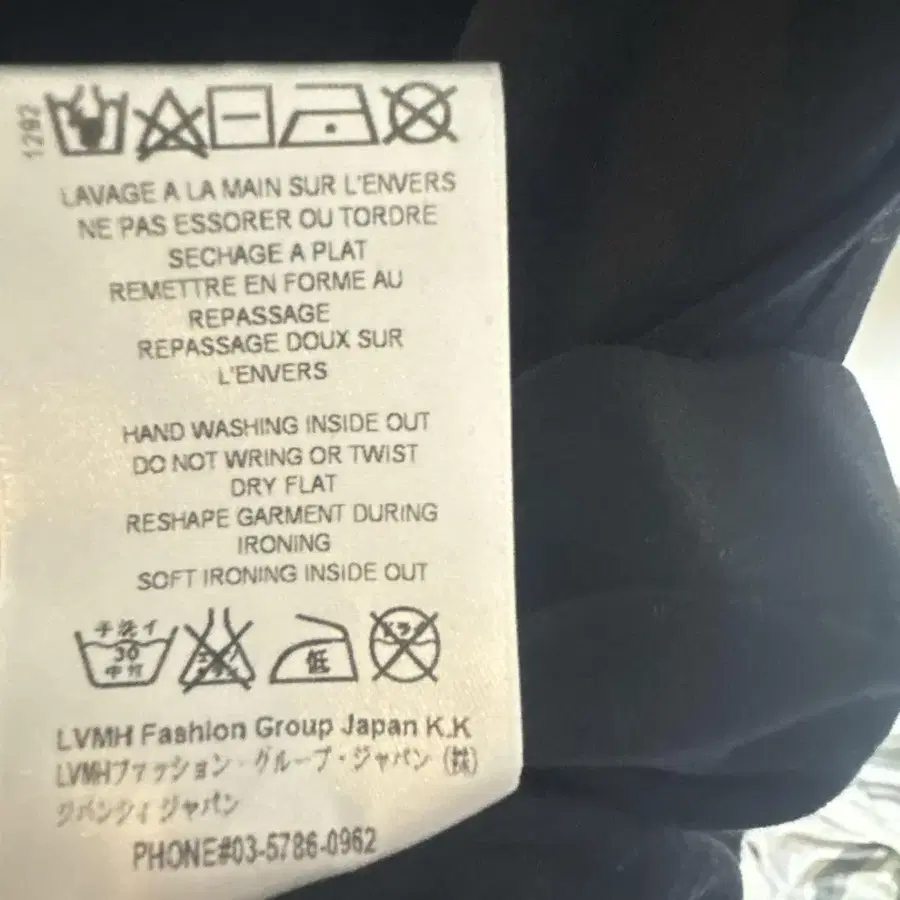 1292
LAVAGE A LA MAIN SUR L'ENVERS
NE PAS ESSORER OU TORDRE
SECHAGE A PLAT
REMETTRE EN FORME AU
REPASSAGE
REPASSAGE DOUX SUR
L'ENVERS
HAND WASHING INSIDE OUT
DO NOT WRING OR TWIST
DRY FLAT
RESHAPE GARMENT DURING
IRONING
SOFT IRONING INSIDE OUT
手洗イ
30
中性
低
ドライ
LVMH Fashion Group Japan K.K
LVMHファッション・グループ・ジャパン (株)
ジバンシィ ジャパン
PHONE#03-5786-0962